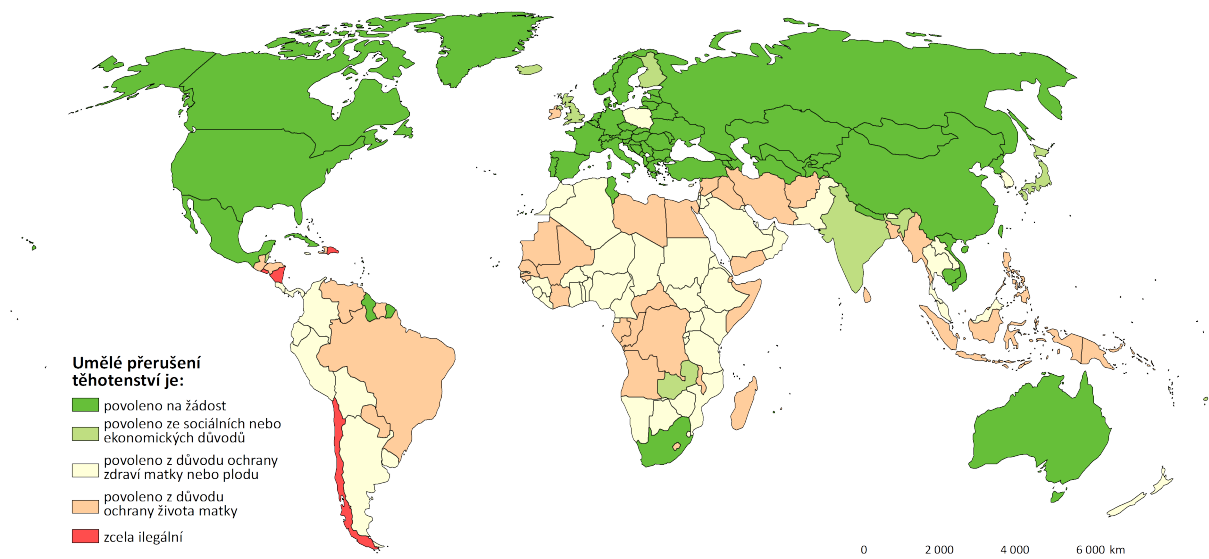 Umělé přerušení
těhotenství je:
povoleno na žádost
povoleno ze sociálních nebo
ekonomických důvodů
povoleno z důvodu ochrany
zdraví matky nebo plodu
povoleno z důvodu
ochrany života matky
zcela ilegální
0 2 000 4 000 6 000 km